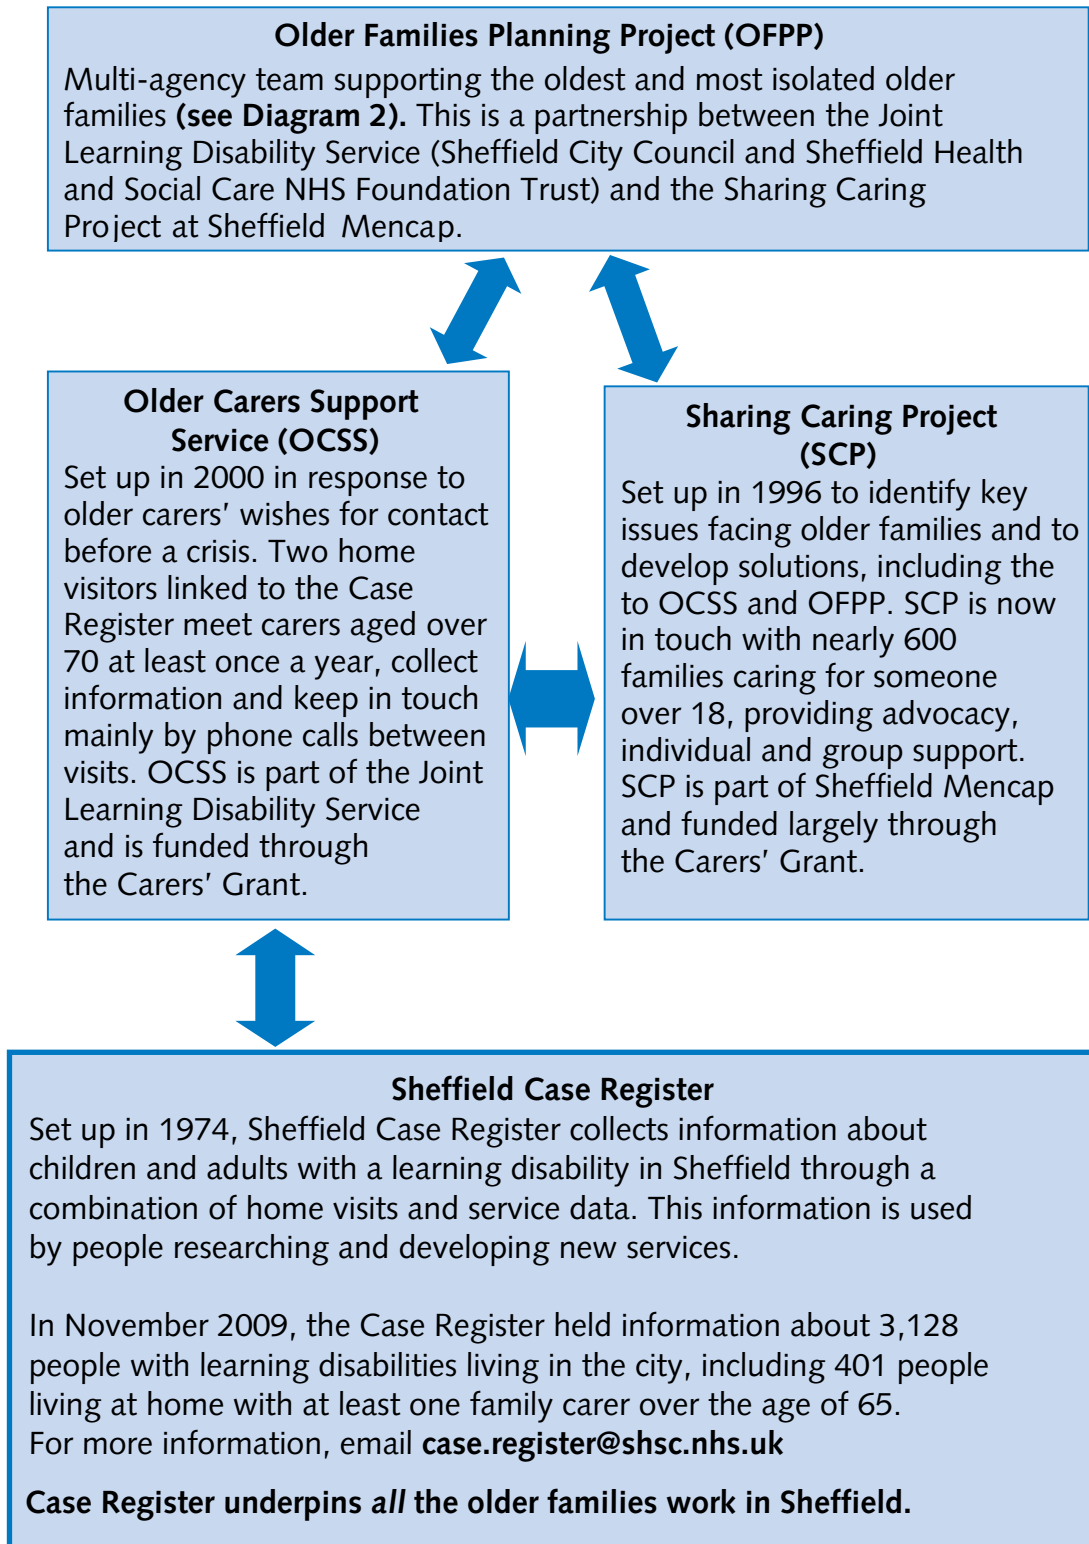 Older Families Planning Project (OFPP)
Multi-agency team supporting the oldest and most isolated older
families (see Diagram 2). This is a partnership between the Joint
Learning Disability Service (Sheffield City Council and Sheffield Health
and Social Care NHS Foundation Trust) and the Sharing Caring
Project at Sheffield Mencap.
Older Carers Support
Service (OCSS)
Set up in 2000 in response to
older carers' wishes for contact
before a crisis. Two home
visitors linked to the Case
Register meet carers aged over
70 at least once a year, collect
information and keep in touch
mainly by phone calls between
visits. OCSS is part of the Joint
Learning Disability Service
and is funded through
the Carers' Grant.
Sharing Caring Project
(SCP)
Set up in 1996 to identify key
issues facing older families and to
develop solutions, including the
to OCSS and OFPP. SCP is now
in touch with nearly 600
families caring for someone
over 18, providing advocacy,
individual and group support.
SCP is part of Sheffield Mencap
and funded largely through
the Carers' Grant.
Sheffield Case Register
Set up in 1974, Sheffield Case Register collects information about
children and adults with a learning disability in Sheffield through a
combination of home visits and service data. This information is used
by people researching and developing new services.
In November 2009, the Case Register held information about 3,128
people with learning disabilities living in the city, including 401 people
living at home with at least one family carer over the age of 65.
For more information, email case.register@shsc.nhs.uk
Case Register underpins all the older families work in Sheffield.